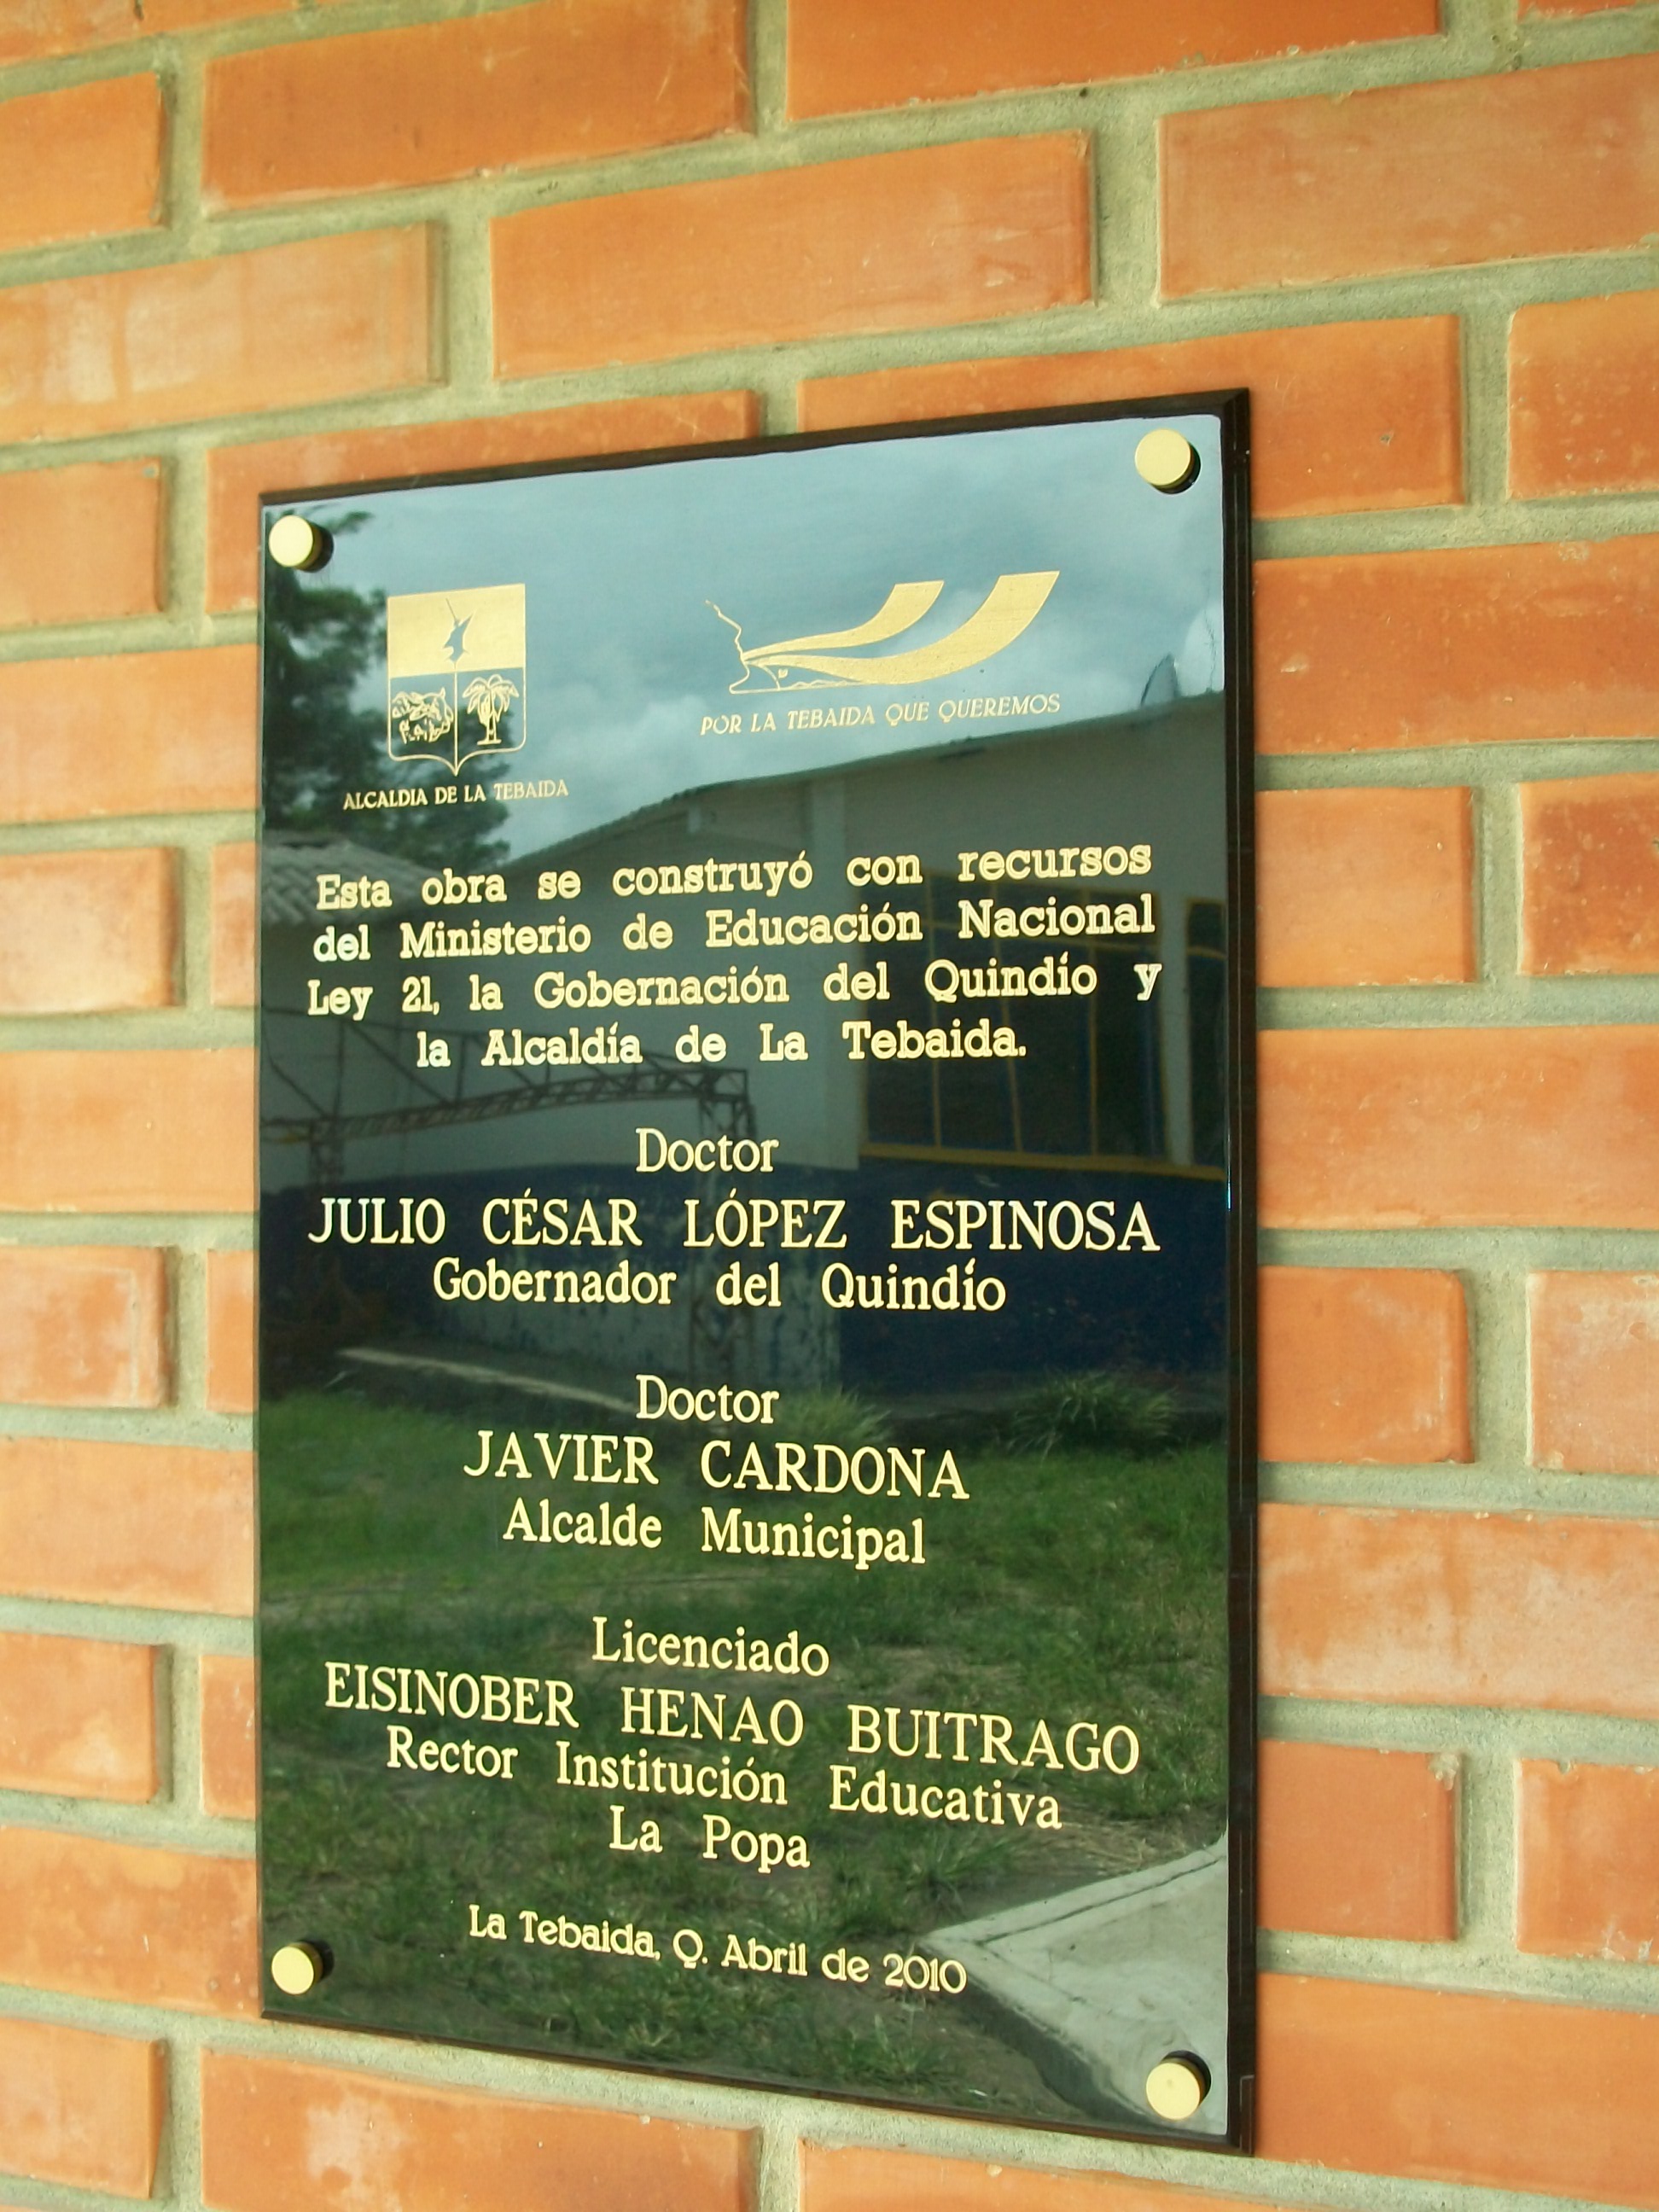 ALCALDIA DE LA TEBAIDA
POR LA TEBAIDA QUE QUEREMOS
Esta obra se construyó con recursos
del Ministerio de Educación Nacional
Ley 21, la Gobernación del Quindío y
la Alcaldía de La Tebaida.
Doctor
JULIO CÉSAR LÓPEZ ESPINOSA
Gobernador del Quindío
Doctor
JAVIER CARDONA
Alcalde Municipal
Licenciado
EISINOBER HENAO BUITRAGO
Rector Institución Educativa
La Popa
La Tebaida, Q. Abril de 2010